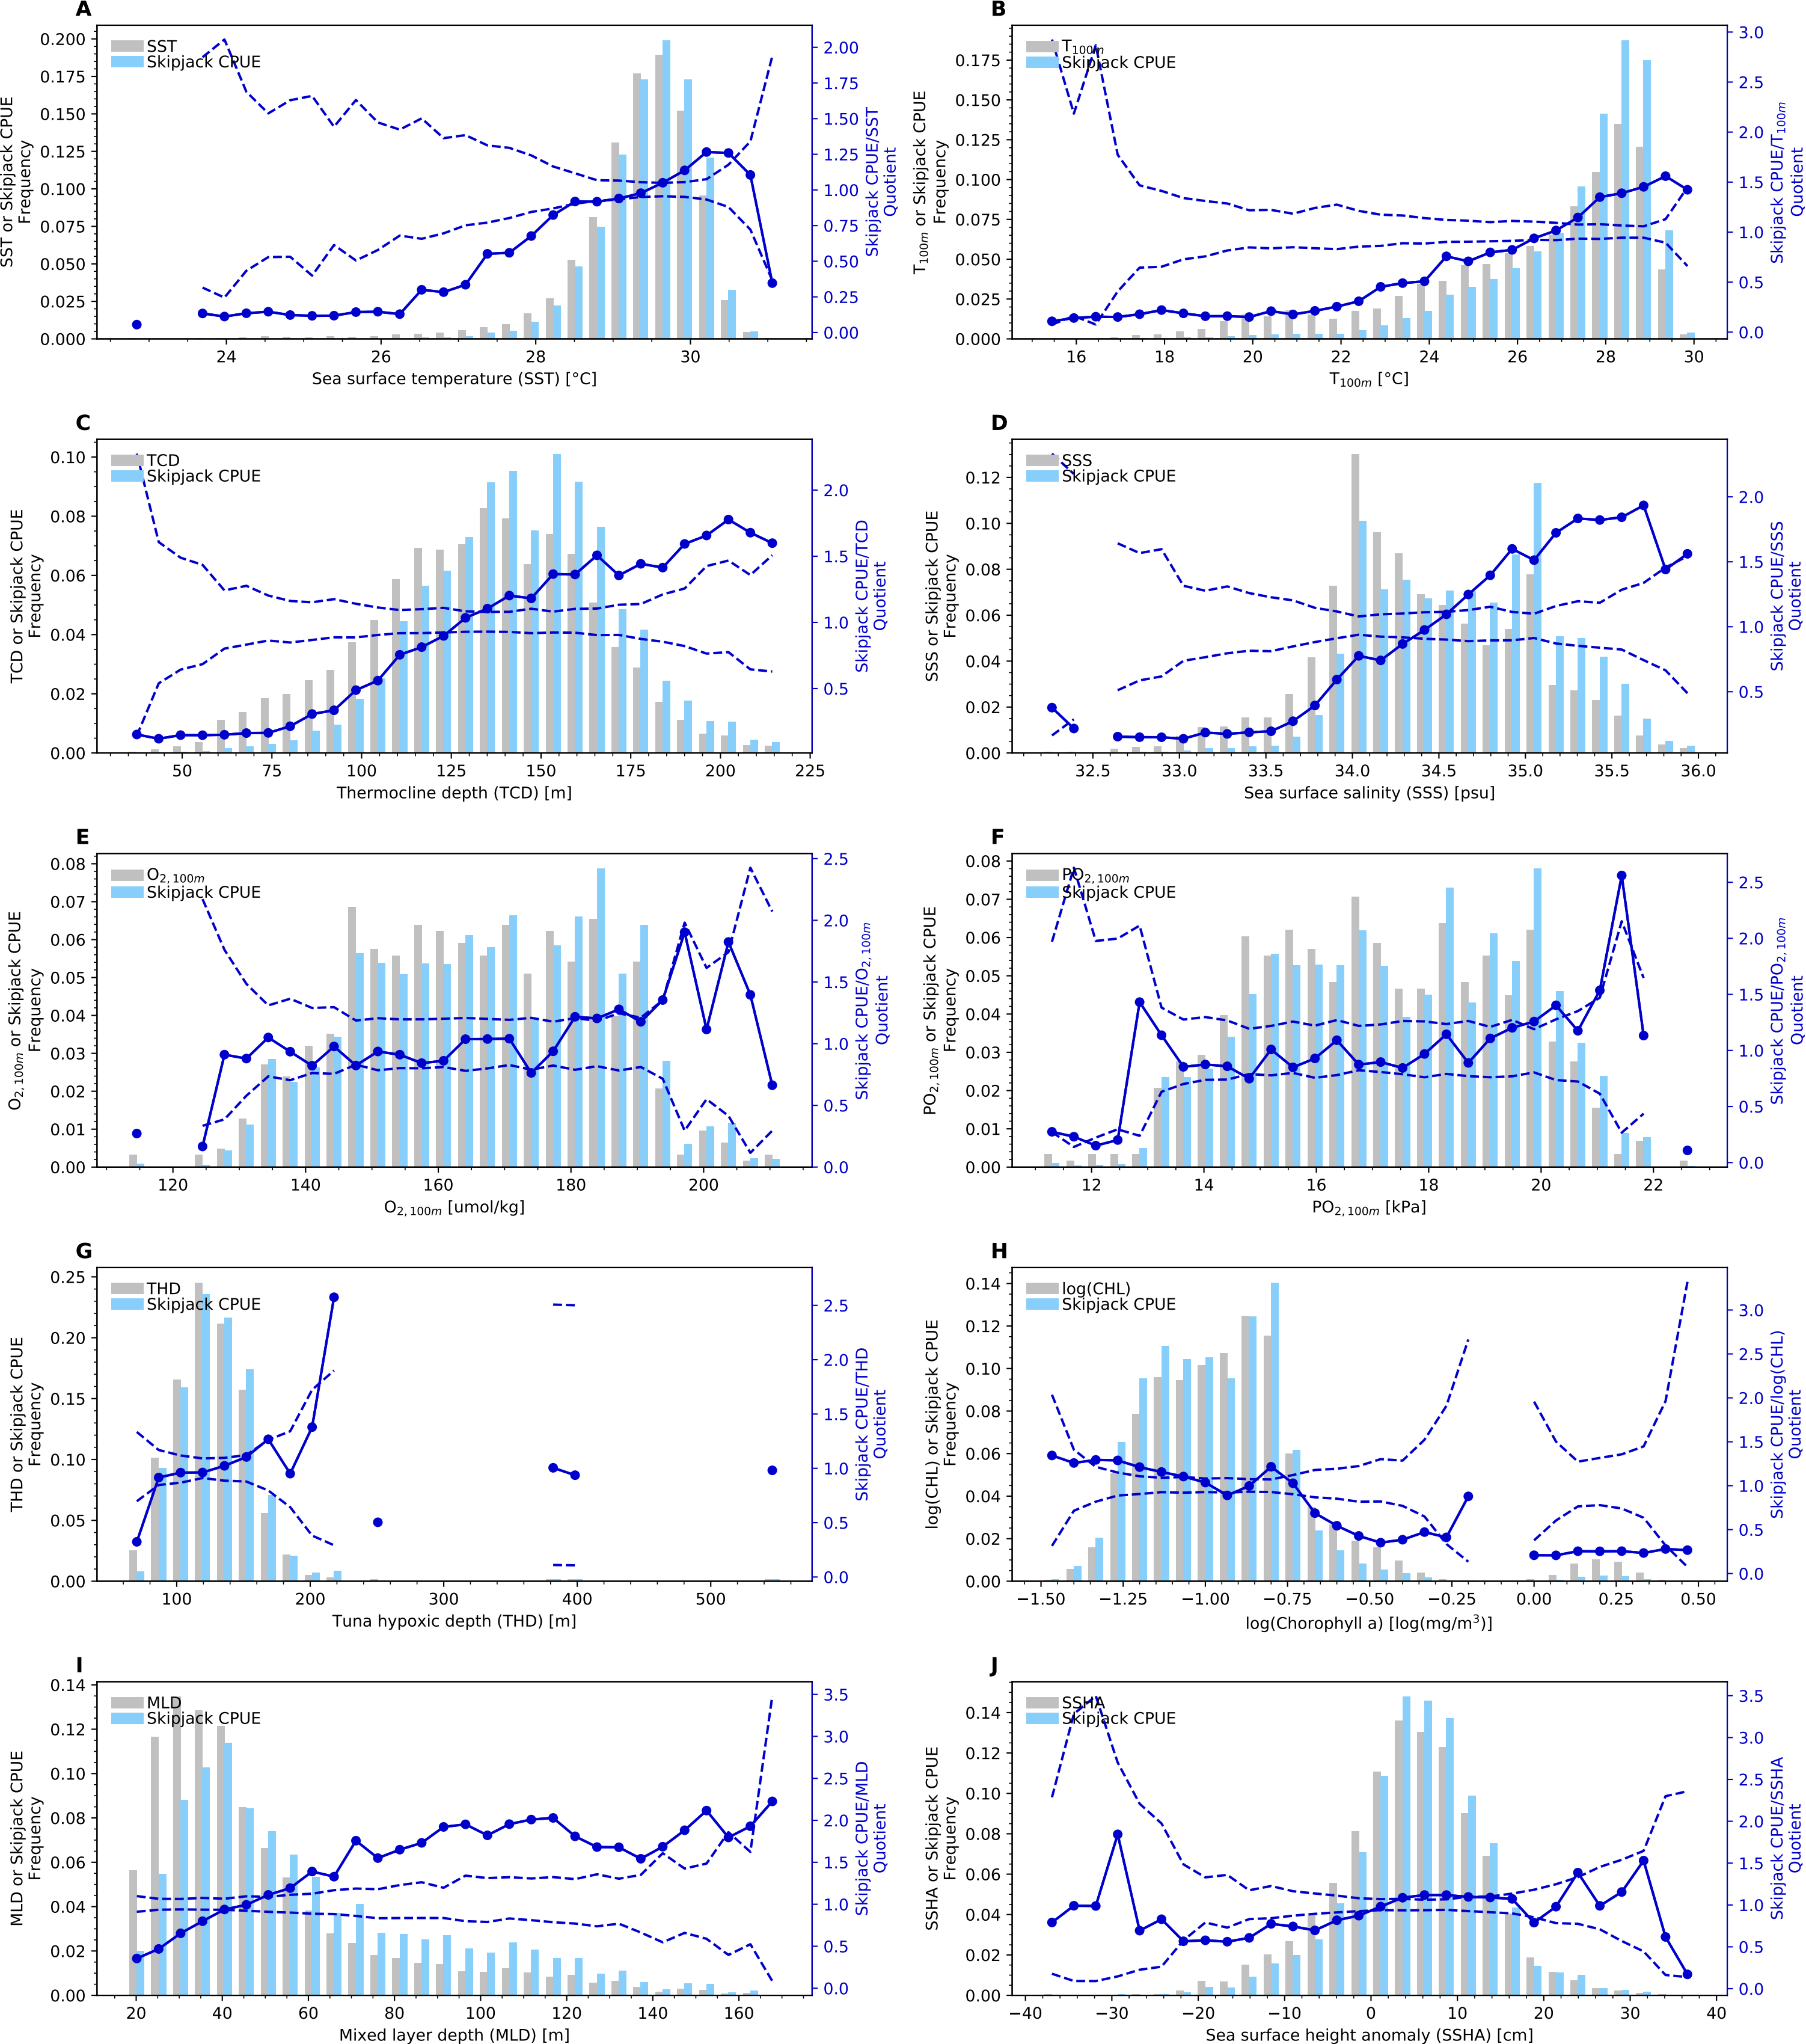 A
0.200
0.175
0.150
0.125
0.100
0.075
0.050
0.025
0.000
SST or Skipjack CPUE
Frequency
SST
Skipjack CPUE
2.00
1.75
1.50
1.25
1.00
0.75
0.50
0.25
0.00
Skipjack CPUE/SST
Quotient
24 26 28 30
Sea surface temperature (SST) [°C]
B
0.175
0.150
0.125
0.100
0.075
0.050
0.025
0.000
T100m or Skipjack CPUE
Frequency
T100m
Skipjack CPUE
3.0
2.5
2.0
1.5
1.0
0.5
0.0
Skipjack CPUE/T100m
Quotient
16 18 20 22 24 26 28 30
T100m [°C]
C
0.10
0.08
0.06
0.04
0.02
0.00
TCD or Skipjack CPUE
Frequency
TCD
Skipjack CPUE
2.0
1.5
1.0
0.5
Skipjack CPUE/TCD
Quotient
50 75 100 125 150 175 200 225
Thermocline depth (TCD) [m]
D
0.12
0.10
0.08
0.06
0.04
0.02
0.00
SSS or Skipjack CPUE
Frequency
SSS
Skipjack CPUE
2.0
1.5
1.0
0.5
Skipjack CPUE/SSS
Quotient
32.5 33.0 33.5 34.0 34.5 35.0 35.5 36.0
Sea surface salinity (SSS) [psu]
E
0.08
0.07
0.06
0.05
0.04
0.03
0.02
0.01
0.00
O2,100m or Skipjack CPUE
Frequency
O2,100m
Skipjack CPUE
2.5
2.0
1.5
1.0
0.5
0.0
Skipjack CPUE/O2,100m
Quotient
120 140 160 180 200
O2,100m [umol/kg]
F
0.08
0.07
0.06
0.05
0.04
0.03
0.02
0.01
0.00
PO2,100m or Skipjack CPUE
Frequency
PO2,100m
Skipjack CPUE
2.5
2.0
1.5
1.0
0.5
0.0
Skipjack CPUE/PO2,100m
Quotient
12 14 16 18 20 22
PO2,100m [kPa]
G
0.25
0.20
0.15
0.10
0.05
0.00
THD or Skipjack CPUE
Frequency
THD
Skipjack CPUE
2.5
2.0
1.5
1.0
0.5
0.0
Skipjack CPUE/THD
Quotient
100 200 300 400 500
Tuna hypoxic depth (THD) [m]
H
0.14
0.12
0.10
0.08
0.06
0.04
0.02
0.00
log(CHL) or Skipjack CPUE
Frequency
log(CHL)
Skipjack CPUE
3.0
2.5
2.0
1.5
1.0
0.5
0.0
Skipjack CPUE/log(CHL)
Quotient
−1.50 −1.25 −1.00 −0.75 −0.50 −0.25 0.00 0.25 0.50
log(Chorophyll a) [log(mg/m³)]
I
0.14
0.12
0.10
0.08
0.06
0.04
0.02
0.00
MLD or Skipjack CPUE
Frequency
MLD
Skipjack CPUE
3.5
3.0
2.5
2.0
1.5
1.0
0.5
0.0
Skipjack CPUE/MLD
Quotient
20 40 60 80 100 120 140 160
Mixed layer depth (MLD) [m]
J
0.14
0.12
0.10
0.08
0.06
0.04
0.02
0.00
SSHA or Skipjack CPUE
Frequency
SSHA
Skipjack CPUE
3.5
3.0
2.5
2.0
1.5
1.0
0.5
0.0
Skipjack CPUE/SSHA
Quotient
−40 −30 −20 −10 0 10 20 30 40
Sea surface height anomaly (SSHA) [cm]